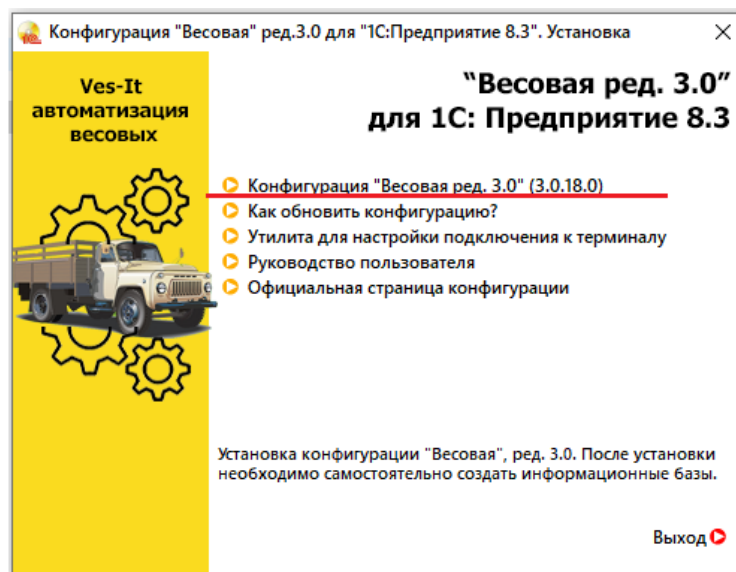 Конфигурация "Весовая" ред.3.0 для "1С:Предприятие 8.3". Установка
Ves-It
автоматизация
весовых
“Весовая ред. 3.0”
для 1С: Предприятие 8.3
Конфигурация "Весовая ред. 3.0" (3.0.18.0)
Как обновить конфигурацию?
Утилита для настройки подключения к терминалу
Руководство пользователя
Официальная страница конфигурации
Установка конфигурации "Весовая", ред. 3.0. После установки
необходимо самостоятельно создать информационные базы.
Выход